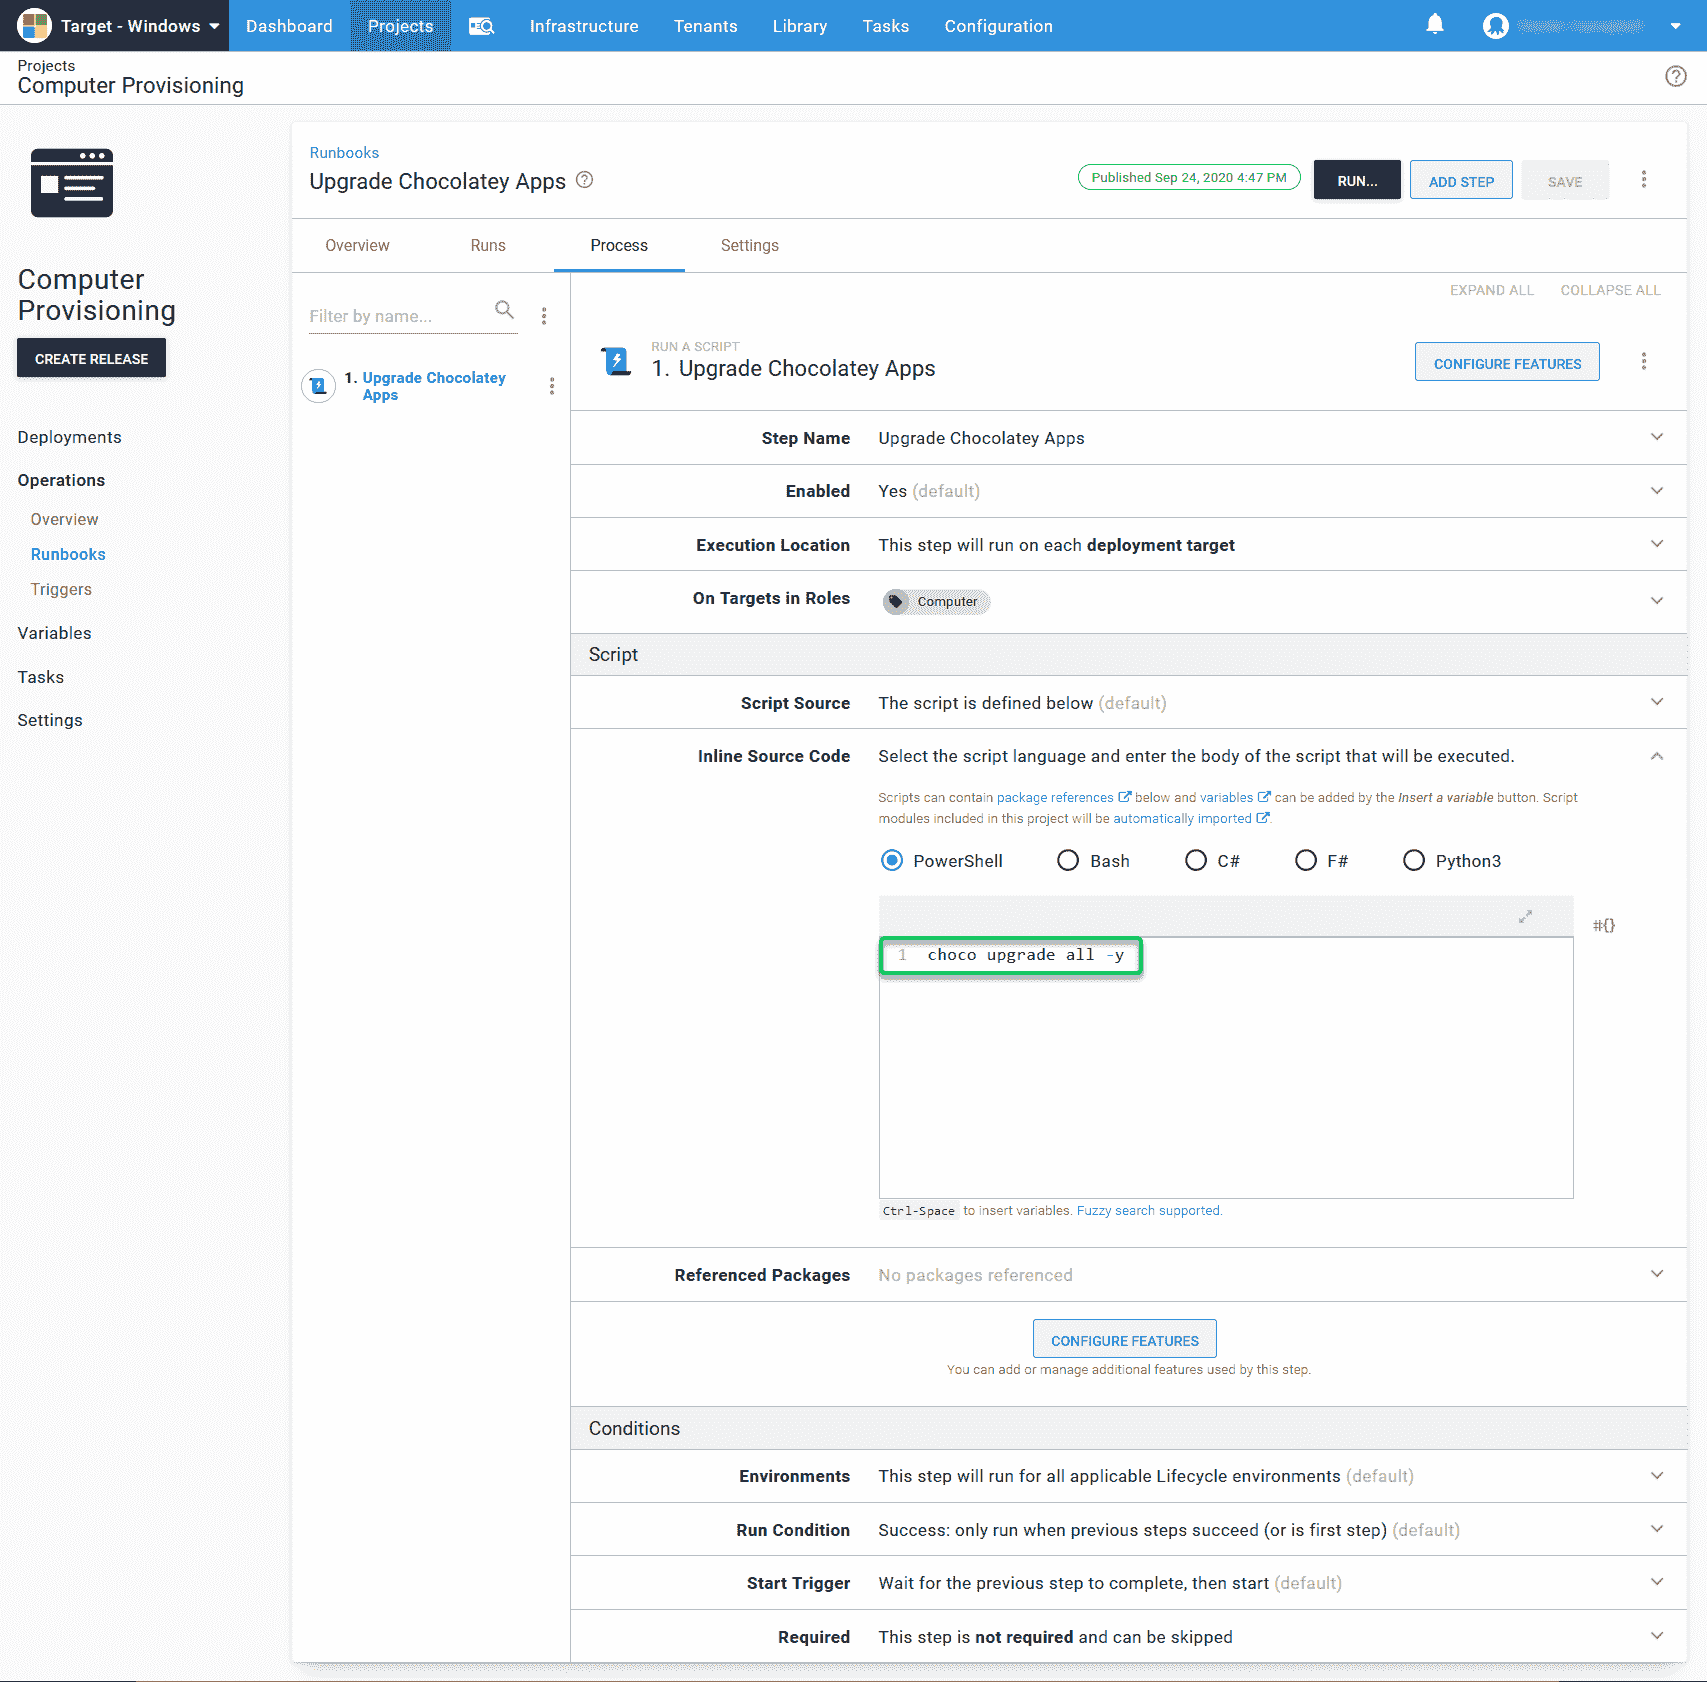 Target - Windows
Dashboard
Projects
Infrastructure
Tenants
Library
Tasks
Configuration
Projects
Computer Provisioning
Computer
Provisioning
CREATE RELEASE
Deployments
Operations
Overview
Runbooks
Triggers
Variables
Tasks
Settings
Runbooks
Upgrade Chocolatey Apps
Published Sep 24, 2020 4:47 PM
RUN...
ADD STEP
SAVE
Overview
Runs
Process
Settings
Filter by name...
1. Upgrade Chocolatey
Apps
EXPAND ALL
COLLAPSE ALL
RUN A SCRIPT
1. Upgrade Chocolatey Apps
CONFIGURE FEATURES
Step Name Upgrade Chocolatey Apps
Enabled Yes (default)
Execution Location This step will run on each deployment target
On Targets in Roles Computer
Script
Script Source The script is defined below (default)
Inline Source Code Select the script language and enter the body of the script that will be executed.
Scripts can contain package references below and variables can be added by the Insert a variable button. Script
modules included in this project will be automatically imported .
PowerShell Bash C# F# Python3
#{}
1 choco upgrade all -y
Ctrl-Space to insert variables. Fuzzy search supported.
Referenced Packages No packages referenced
CONFIGURE FEATURES
You can add or manage additional features used by this step.
Conditions
Environments This step will run for all applicable Lifecycle environments (default)
Run Condition Success: only run when previous steps succeed (or is first step) (default)
Start Trigger Wait for the previous step to complete, then start (default)
Required This step is not required and can be skipped